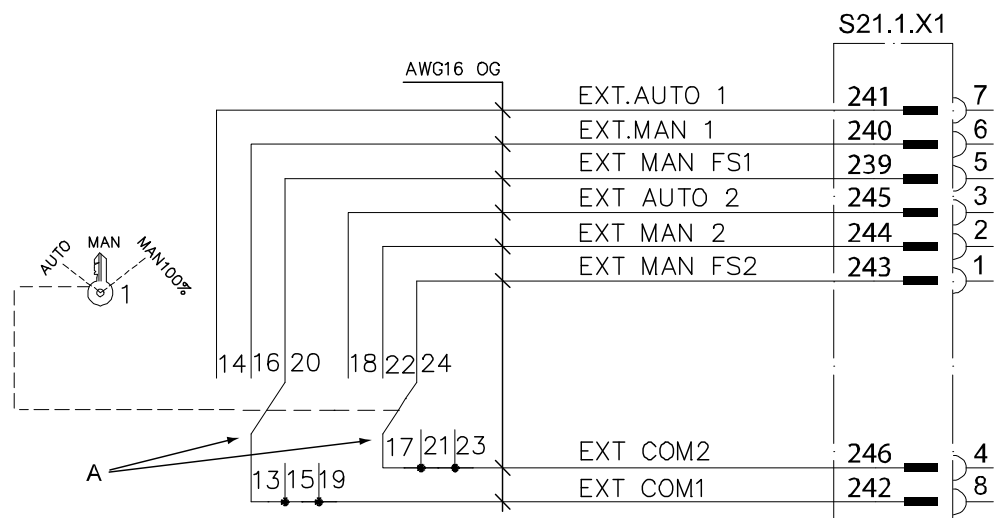 S21.1.X1
AWG16 OG
EXT.AUTO 1 241 7
EXT.MAN 1 240 6
EXT MAN FS1 239 5
EXT AUTO 2 245 3
EXT MAN 2 244 2
EXT MAN FS2 243 1
AUTO MAN MAN100%
1
14 16 20 18 22 24
A
17 21 23
13 15 19
EXT COM2 246 4
EXT COM1 242 8